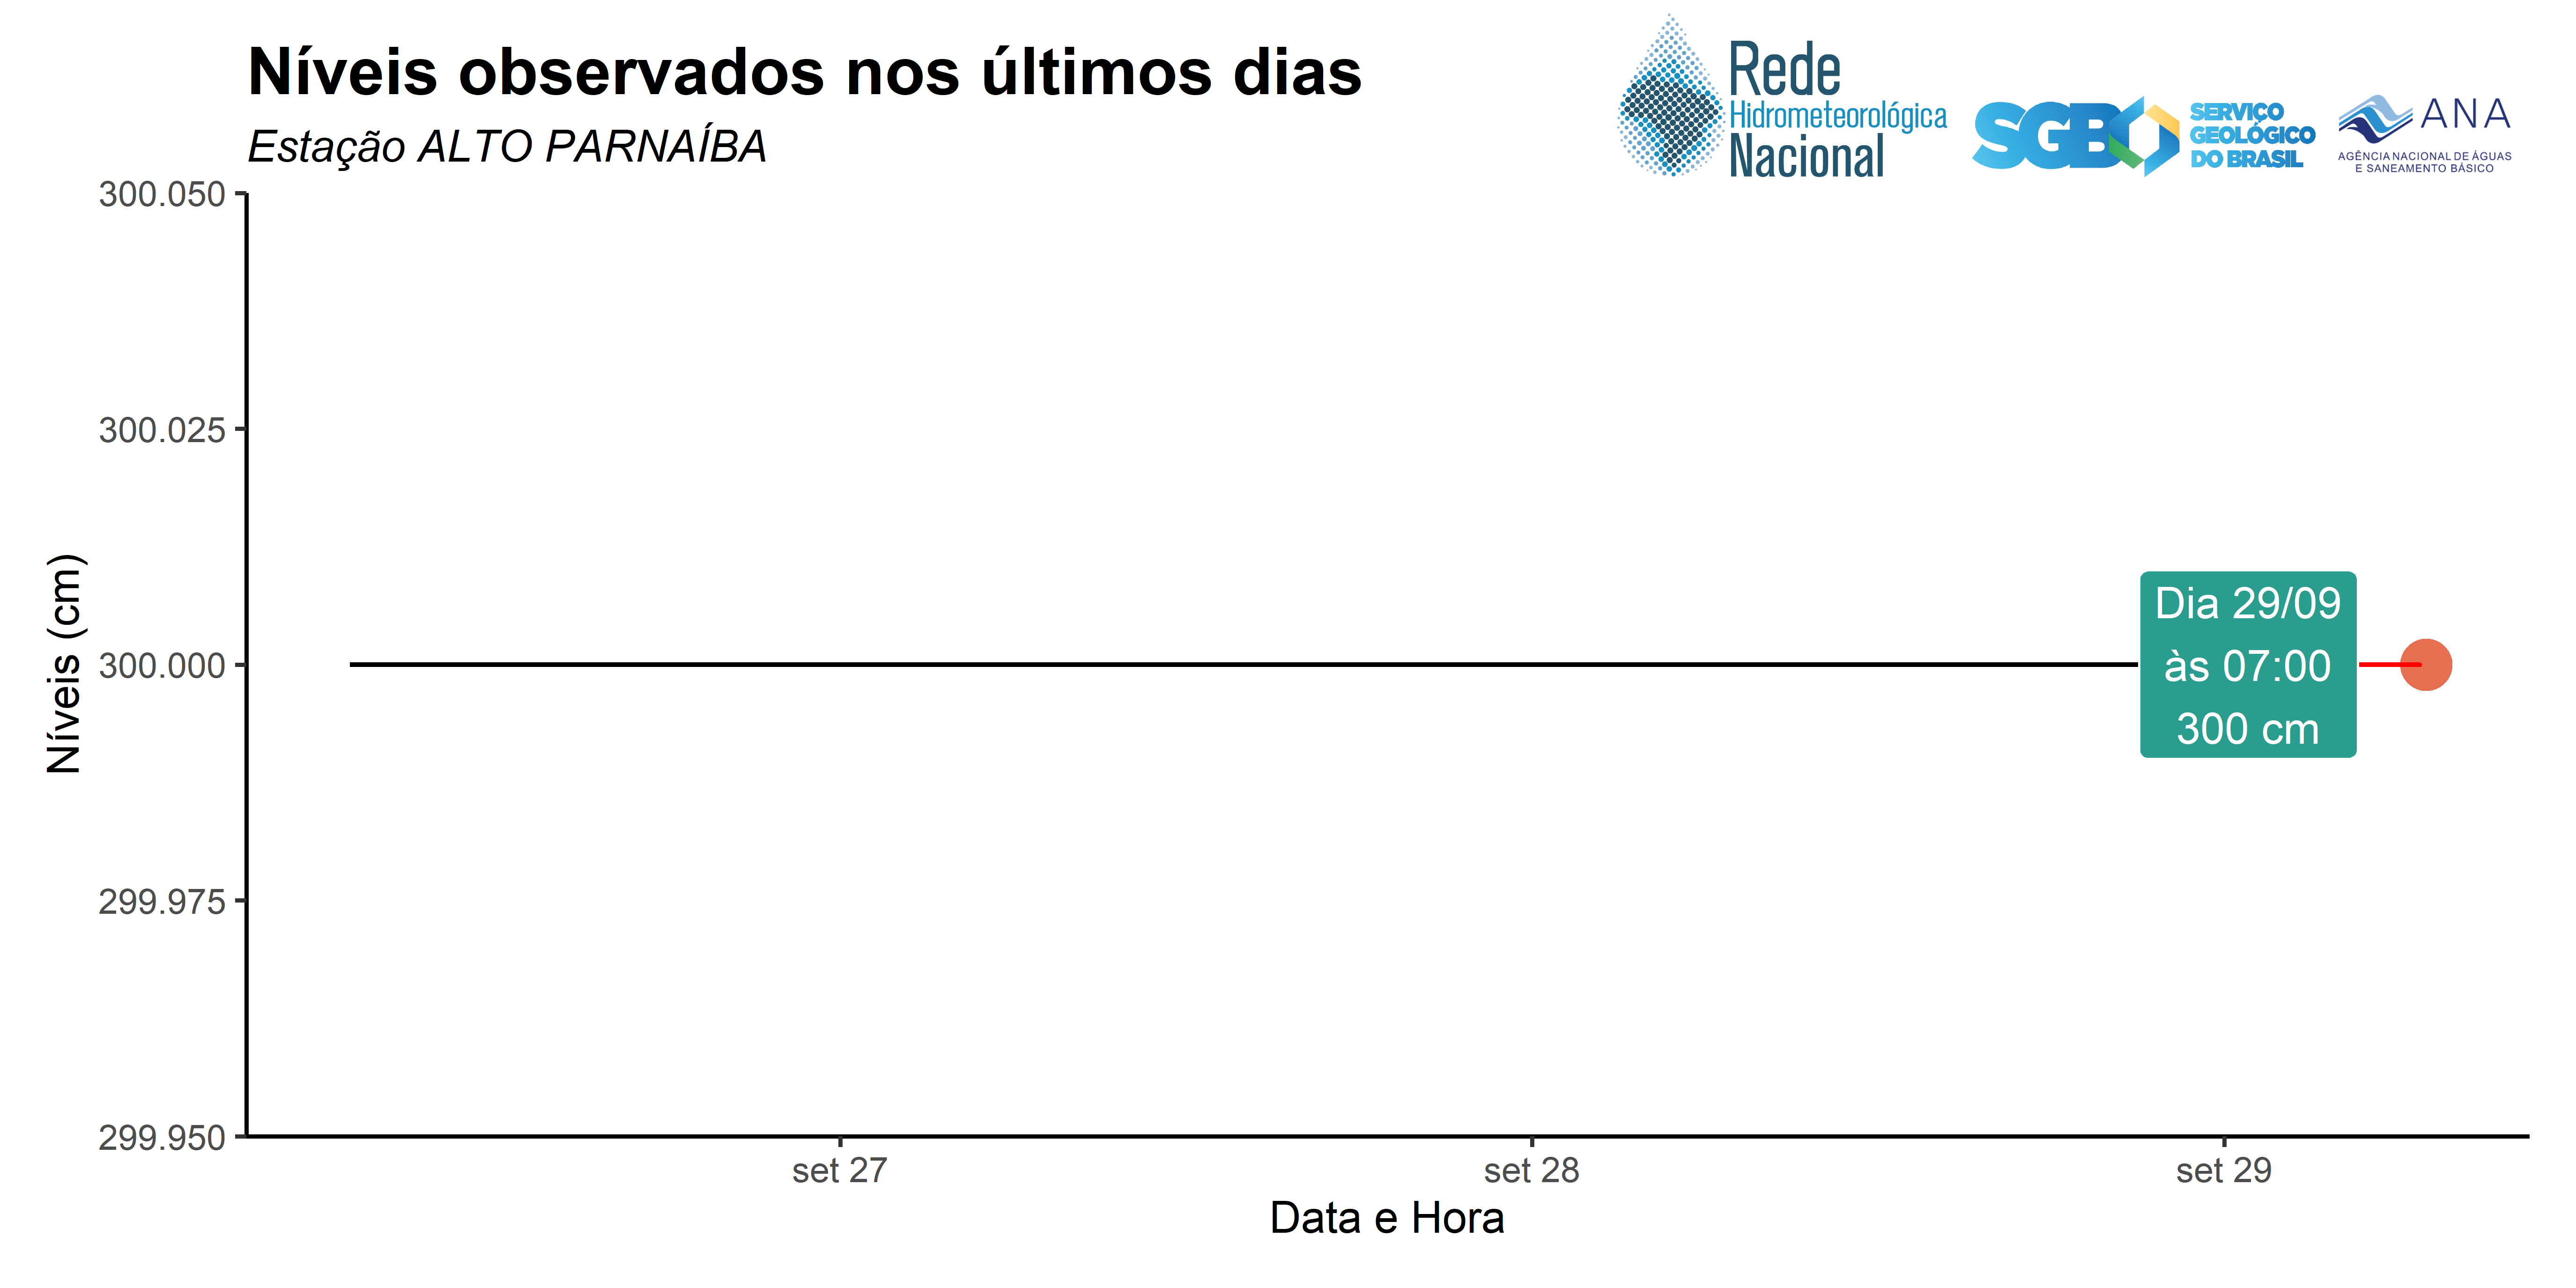 Níveis observados nos últimos dias
Estação ALTO PARNAÍBA
Rede
Hidrometeorológica
Nacional
SGB
SERVIÇO
GEOLÓGICO
DO BRASIL
ANA
AGÊNCIA NACIONAL DE ÁGUAS
E SANEAMENTO BÁSICO
Níveis (cm)
300.050
300.025
300.000
299.975
299.950
Dia 29/09
às 07:00
300 cm
set 27
set 28
set 29
Data e Hora